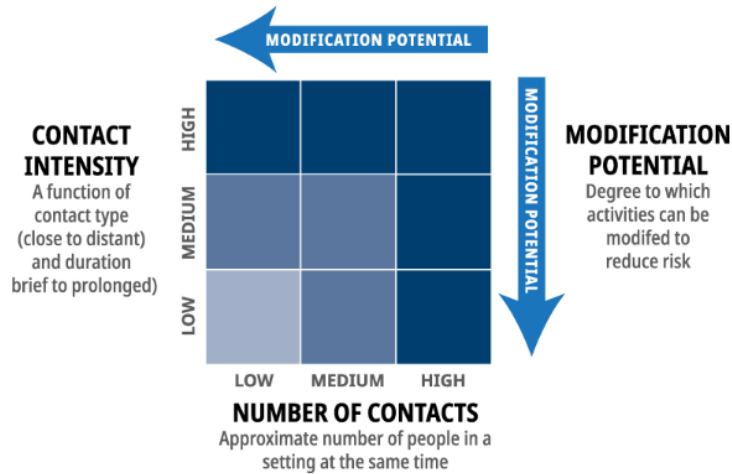 MODIFICATION POTENTIAL
CONTACT
INTENSITY
A function of
contact type
(close to distant)
and duration
brief to prolonged)
HIGH
MEDIUM
LOW
LOW
MEDIUM
HIGH
NUMBER OF CONTACTS
Approximate number of people in a
setting at the same time
MODIFICATION POTENTIAL
MODIFICATION
POTENTIAL
Degree to which
activities can be
modifed to
reduce risk